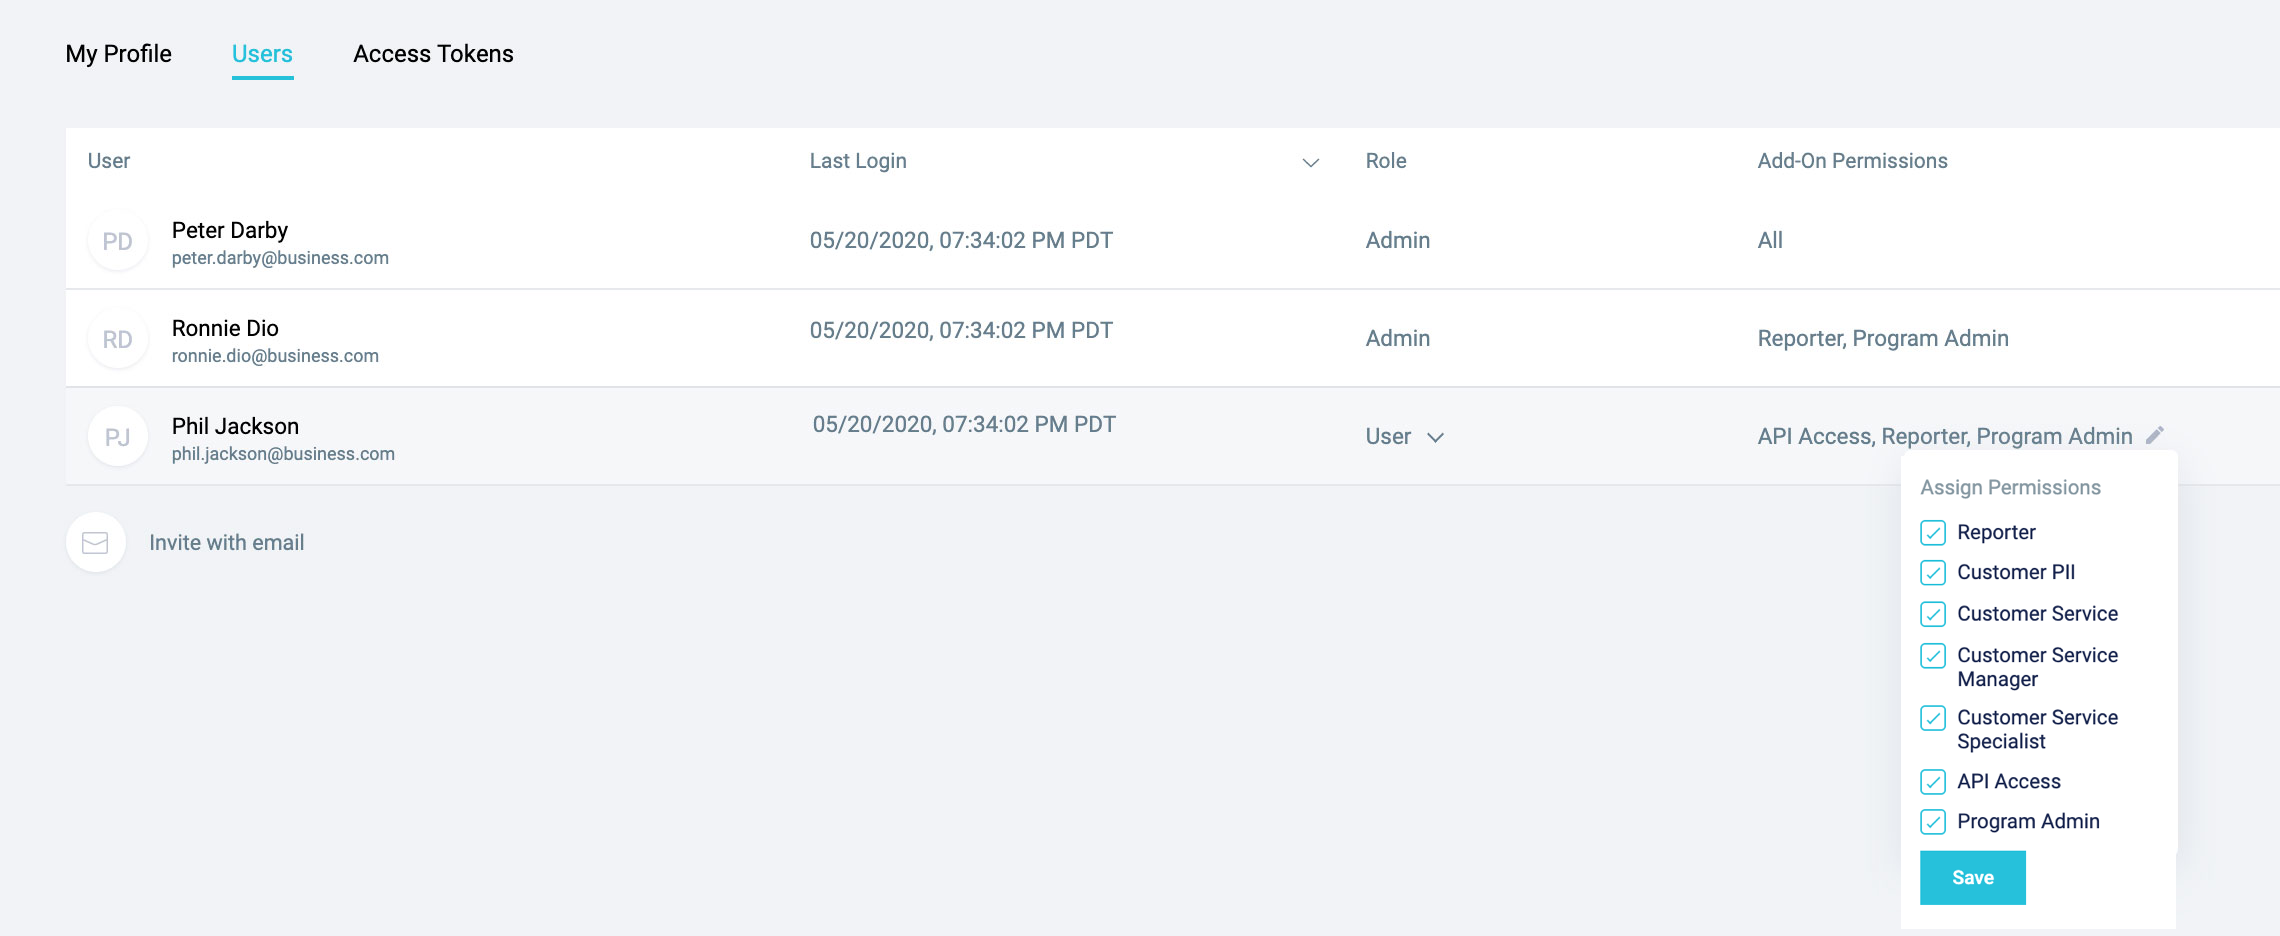 My Profile Users Access Tokens
User Last Login Role Add-On Permissions
PD Peter Darby 05/20/2020, 07:34:02 PM PDT Admin All
peter.darby@business.com
RD Ronnie Dio 05/20/2020, 07:34:02 PM PDT Admin Reporter, Program Admin
ronnie.dio@business.com
PJ Phil Jackson 05/20/2020, 07:34:02 PM PDT User API Access, Reporter, Program Admin
phil.jackson@business.com
Invite with email
Assign Permissions
Reporter
Customer PII
Customer Service
Customer Service
Manager
Customer Service
Specialist
API Access
Program Admin
Save